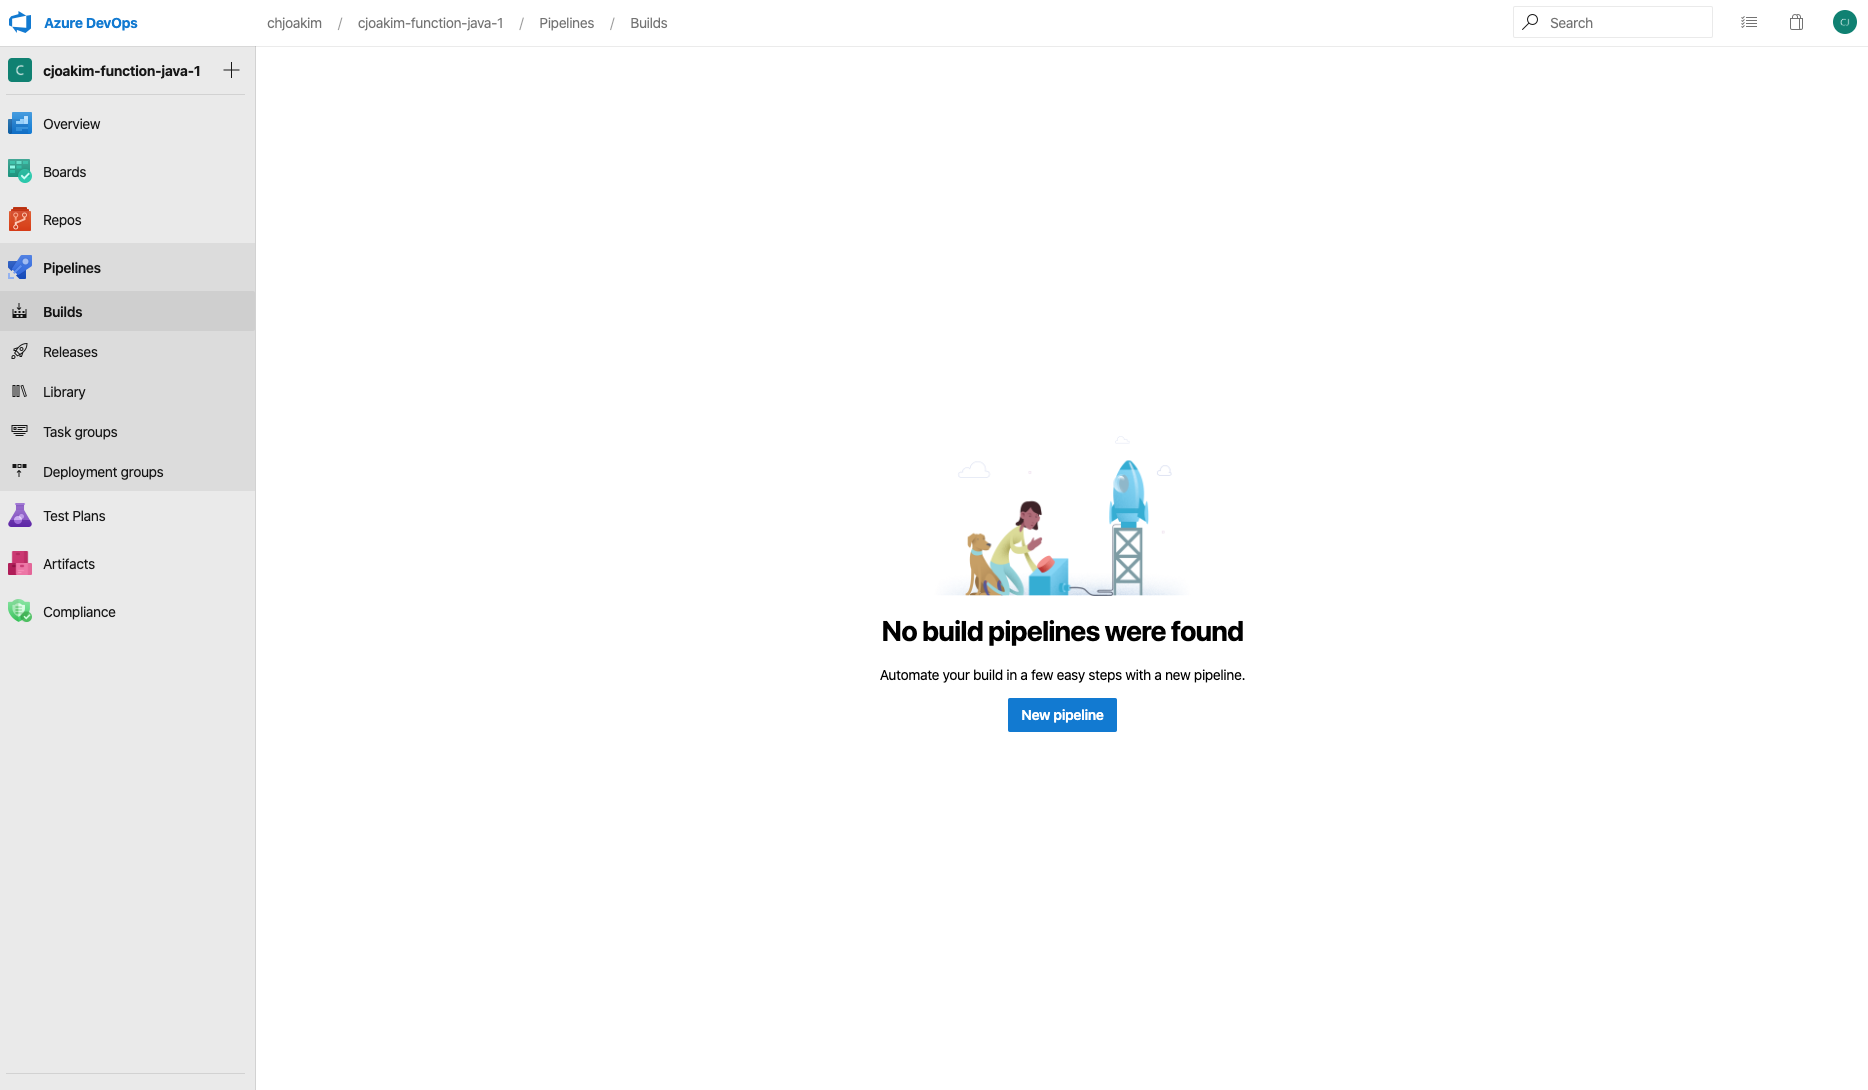 Azure DevOps
chjoakim / cjoakim-function-java-1 / Pipelines / Builds
Search
CJ
C cjoakim-function-java-1
Overview
Boards
Repos
Pipelines
Builds
Releases
Library
Task groups
Deployment groups
Test Plans
Artifacts
Compliance
No build pipelines were found
Automate your build in a few easy steps with a new pipeline.
New pipeline